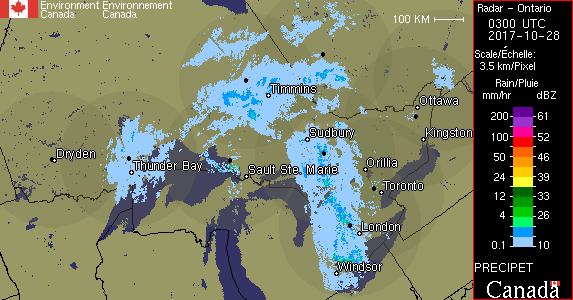 Environment Environnement
Canada Canada
100 KM
Timmins
Ottawa
Sudbury
Kingston
Dryden
Thunder Bay
Sault Ste. Marie
Orillia
Toronto
London
Windsor
Radar - Ontario
0300 UTC
2017-10-28
Scale/Échelle:
3.5 km/Pixel
Rain/Pluie
mm/hr dBZ
200 61
100 52
50 46
24 39
12 33
4 26
0.1 10
PRECIPET
Canada